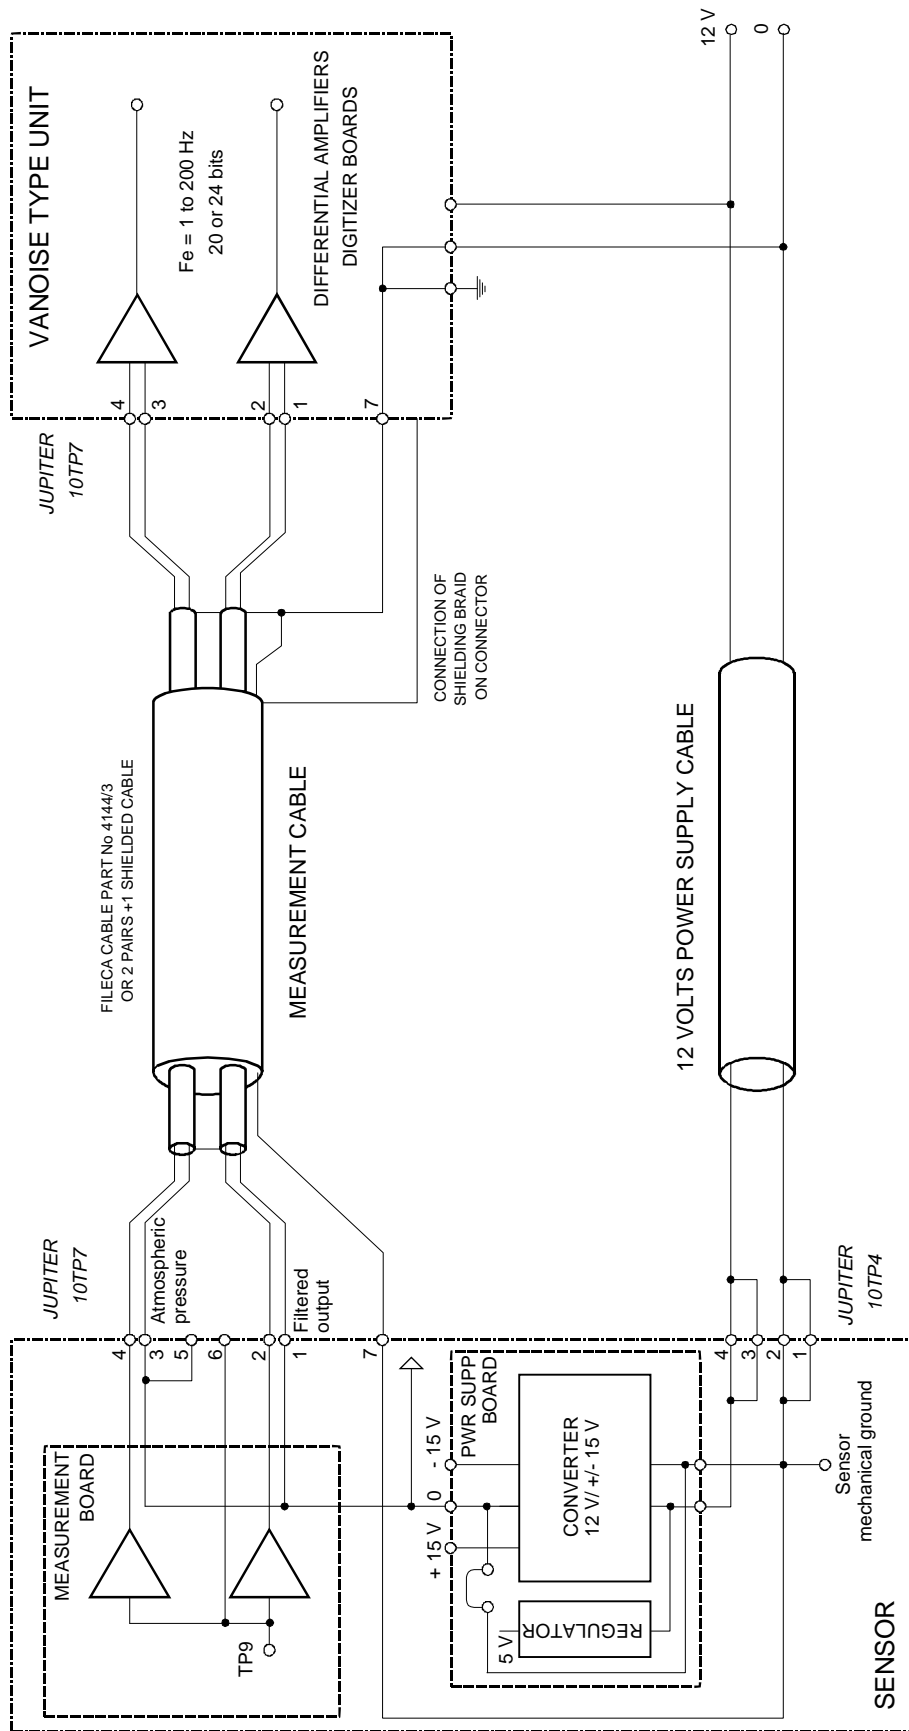 SENSOR
MEASUREMENT
BOARD
TP9
JUPITER
10TP7
4
3
5
6
2
1
7
Atmospheric
pressure
Filtered
output
PWR SUPP
BOARD
+ 15 V
0
- 15 V
CONVERTER
12 V/ +/- 15 V
5 V
REGULATOR
4
3
2
1
JUPITER
10TP4
Sensor
mechanical ground
FILECA CABLE PART No 4144/3
OR 2 PAIRS +1 SHIELDED CABLE
MEASUREMENT CABLE
12 VOLTS POWER SUPPLY CABLE
CONNECTION OF
SHIELDING BRAID
ON CONNECTOR
JUPITER
10TP7
4
3
2
1
7
VANOISE TYPE UNIT
Fe = 1 to 200 Hz
20 or 24 bits
DIFFERENTIAL AMPLIFIERS
DIGITIZER BOARDS
12 V
0